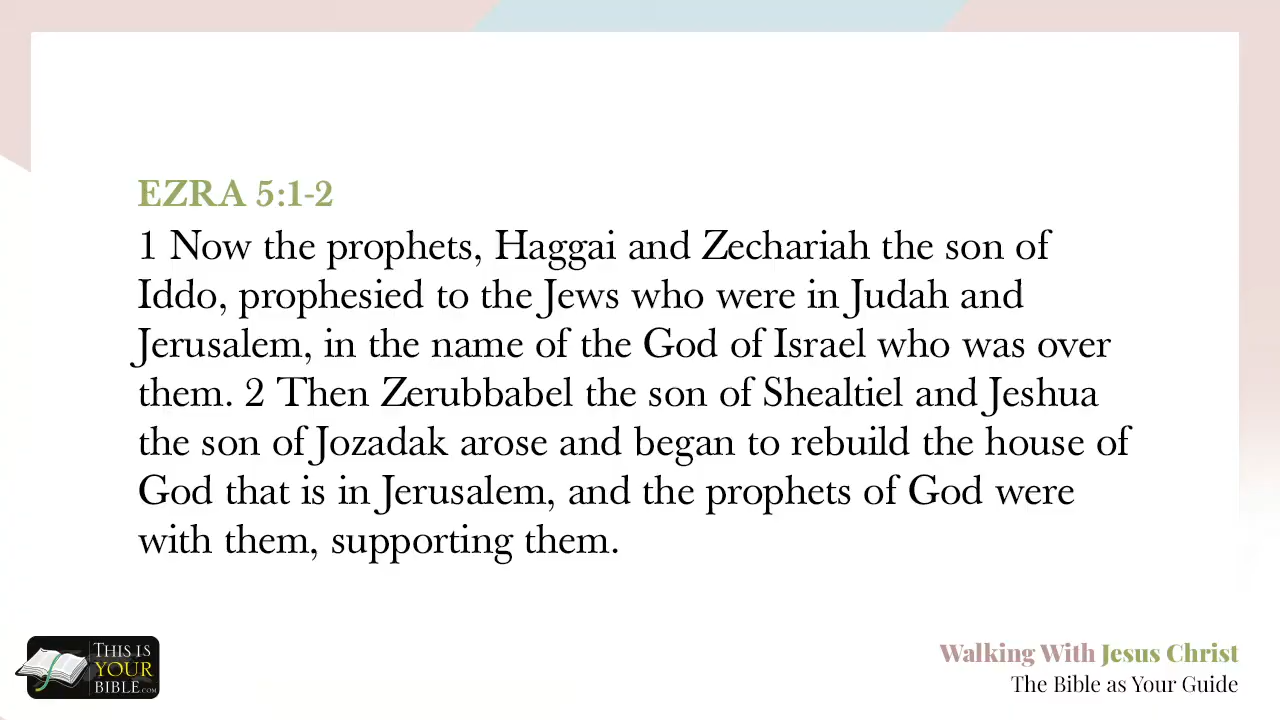 EZRA 5:1-2
1 Now the prophets, Haggai and Zechariah the son of
Iddo, prophesied to the Jews who were in Judah and
Jerusalem, in the name of the God of Israel who was over
them. 2 Then Zerubbabel the son of Shealtiel and Jeshua
the son of Jozadak arose and began to rebuild the house of
God that is in Jerusalem, and the prophets of God were
with them, supporting them.
THIS IS
YOUR
BIBLE.COM
Walking With Jesus Christ
The Bible as Your Guide